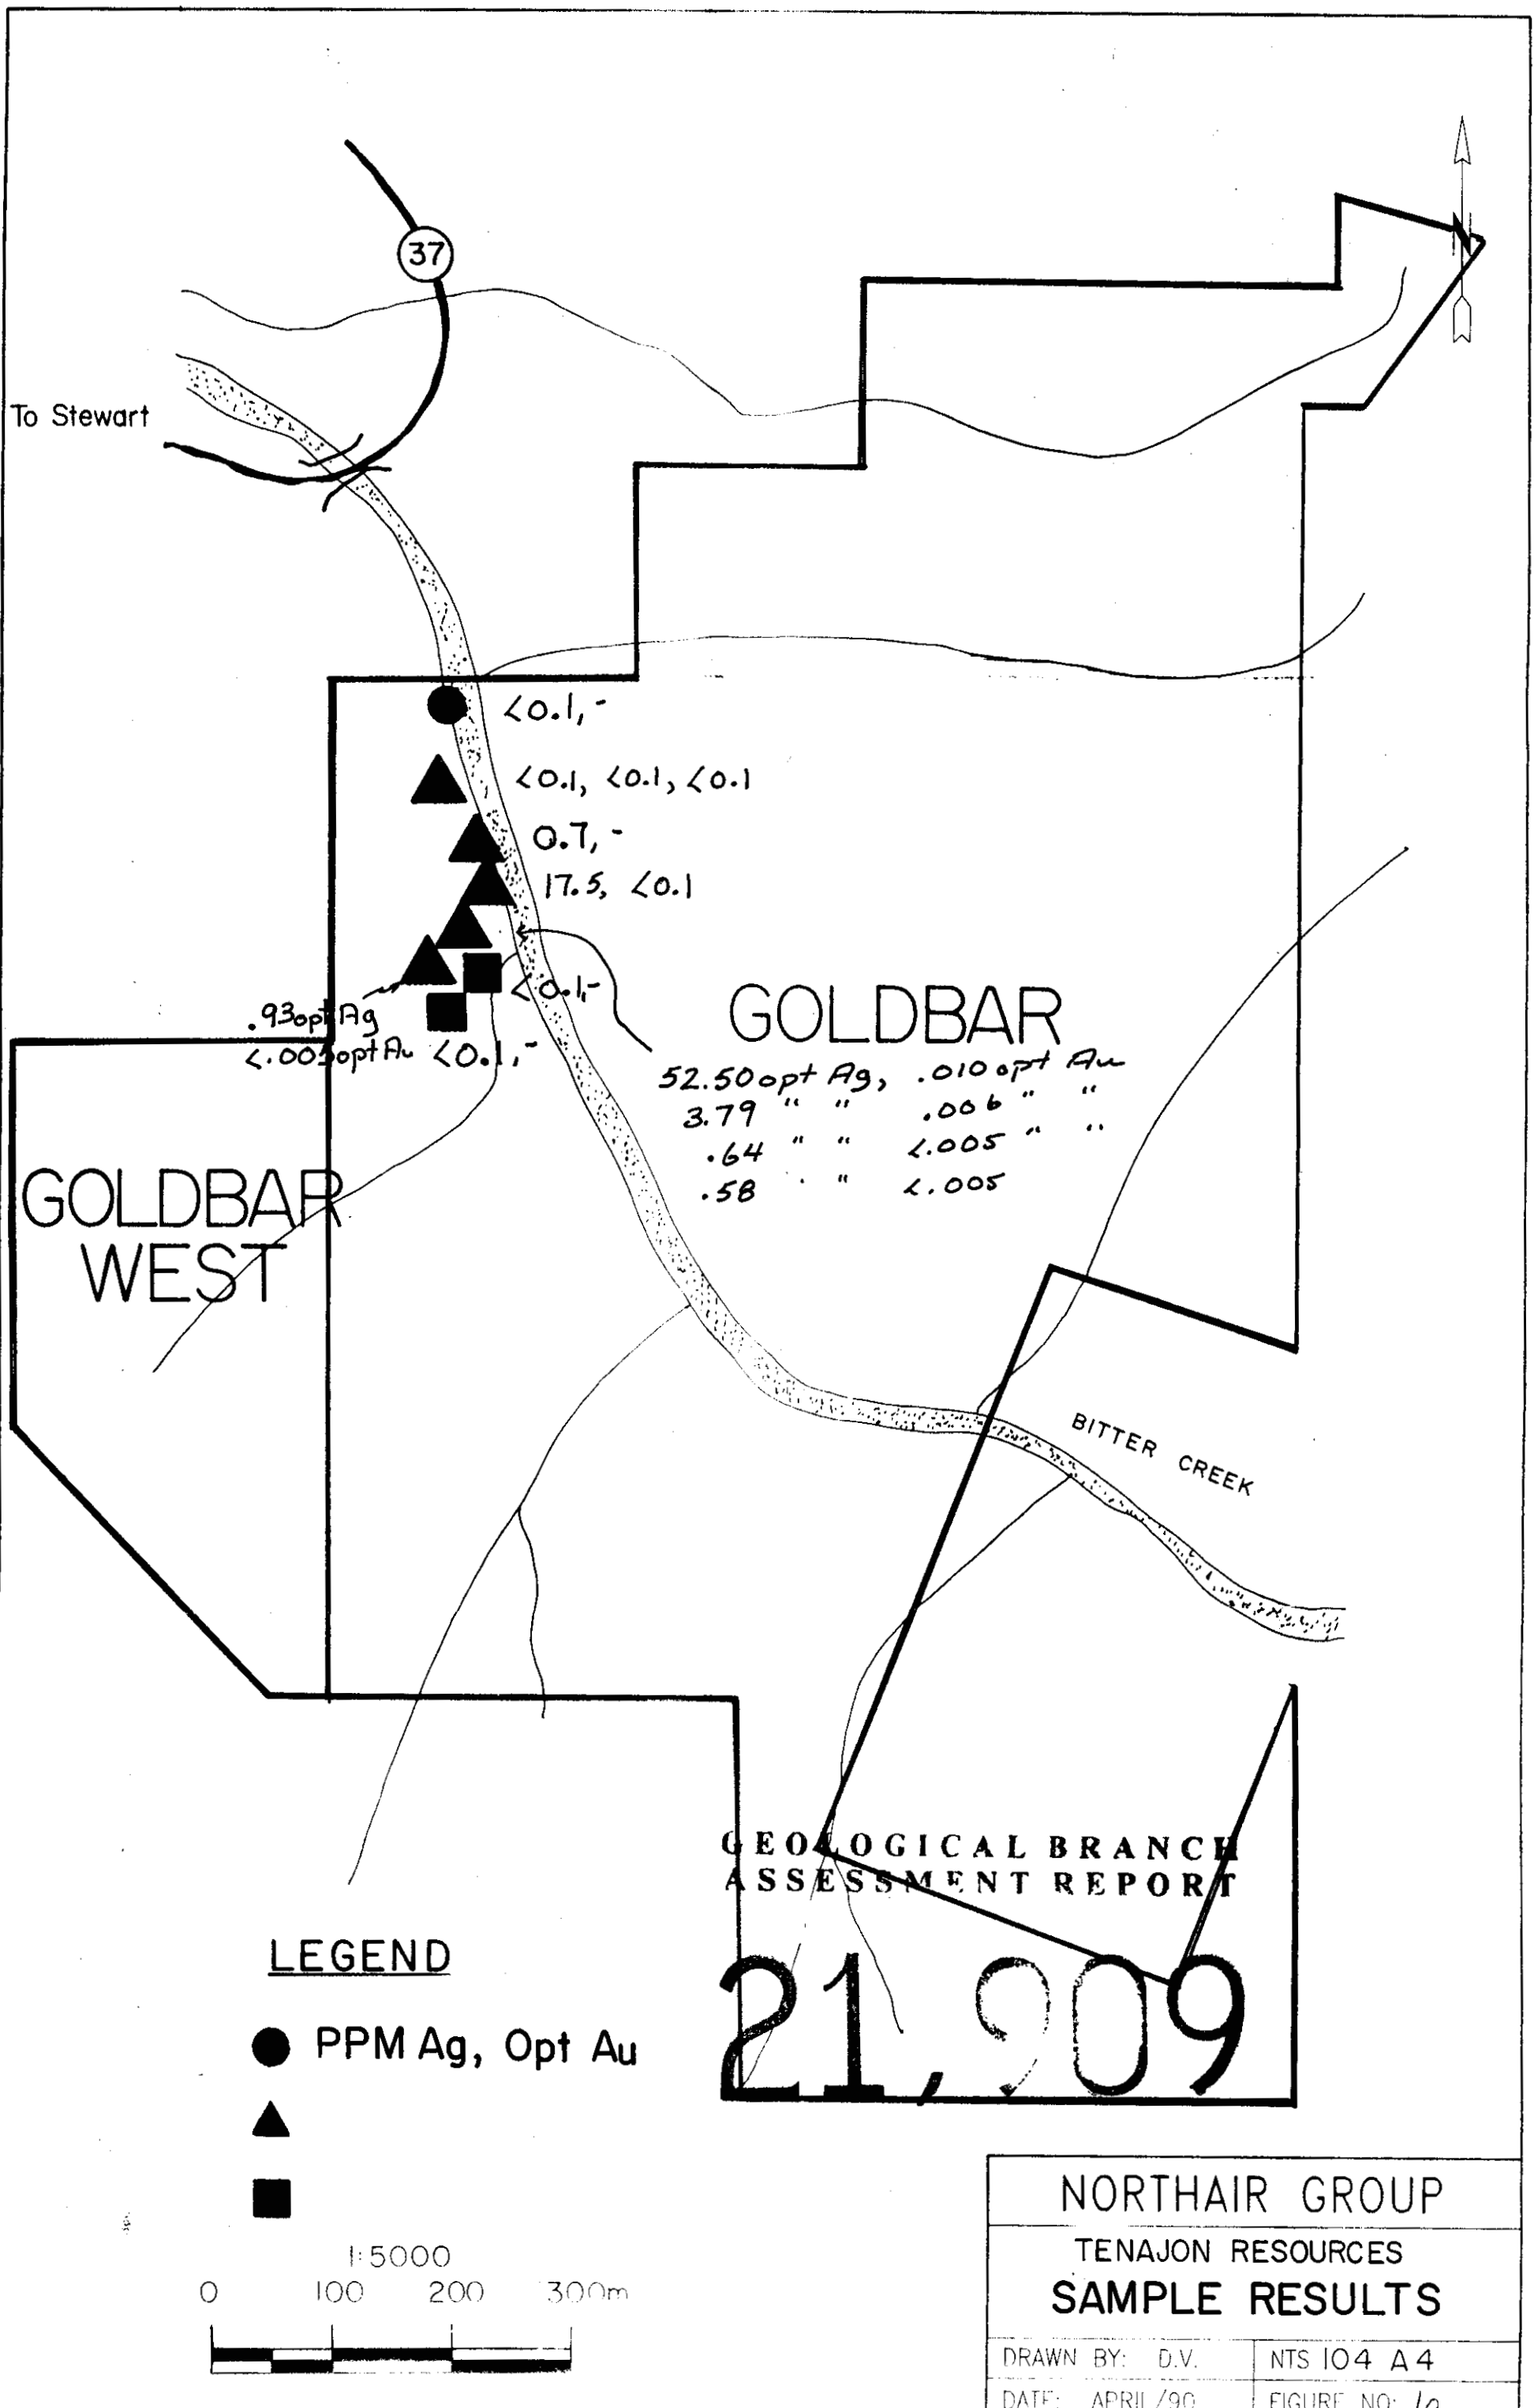 37
To Stewart
<0.1,-
<0.1, <0.1, <0.1
0.7,-
17.5, <0.1
<0.1,-
.93opt Ag
<.005opt Au <0.1,-
GOLDBAR
52.50opt Ag, .010 opt Au
3.79 " " .006 " "
.64 " " <.005 " "
.58 " " <.005
GOLDBAR
WEST
BITTER CREEK
GEOLOGICAL BRANCH
ASSESSMENT REPORT
21,909
LEGEND
PPM Ag, Opt Au
1:5000
0 100 200 300m
NORTHAIR GROUP
TENAJON RESOURCES
SAMPLE RESULTS
DRAWN BY: D.V. NTS 104 A4
DATE: APRIL/90 FIGURE NO: